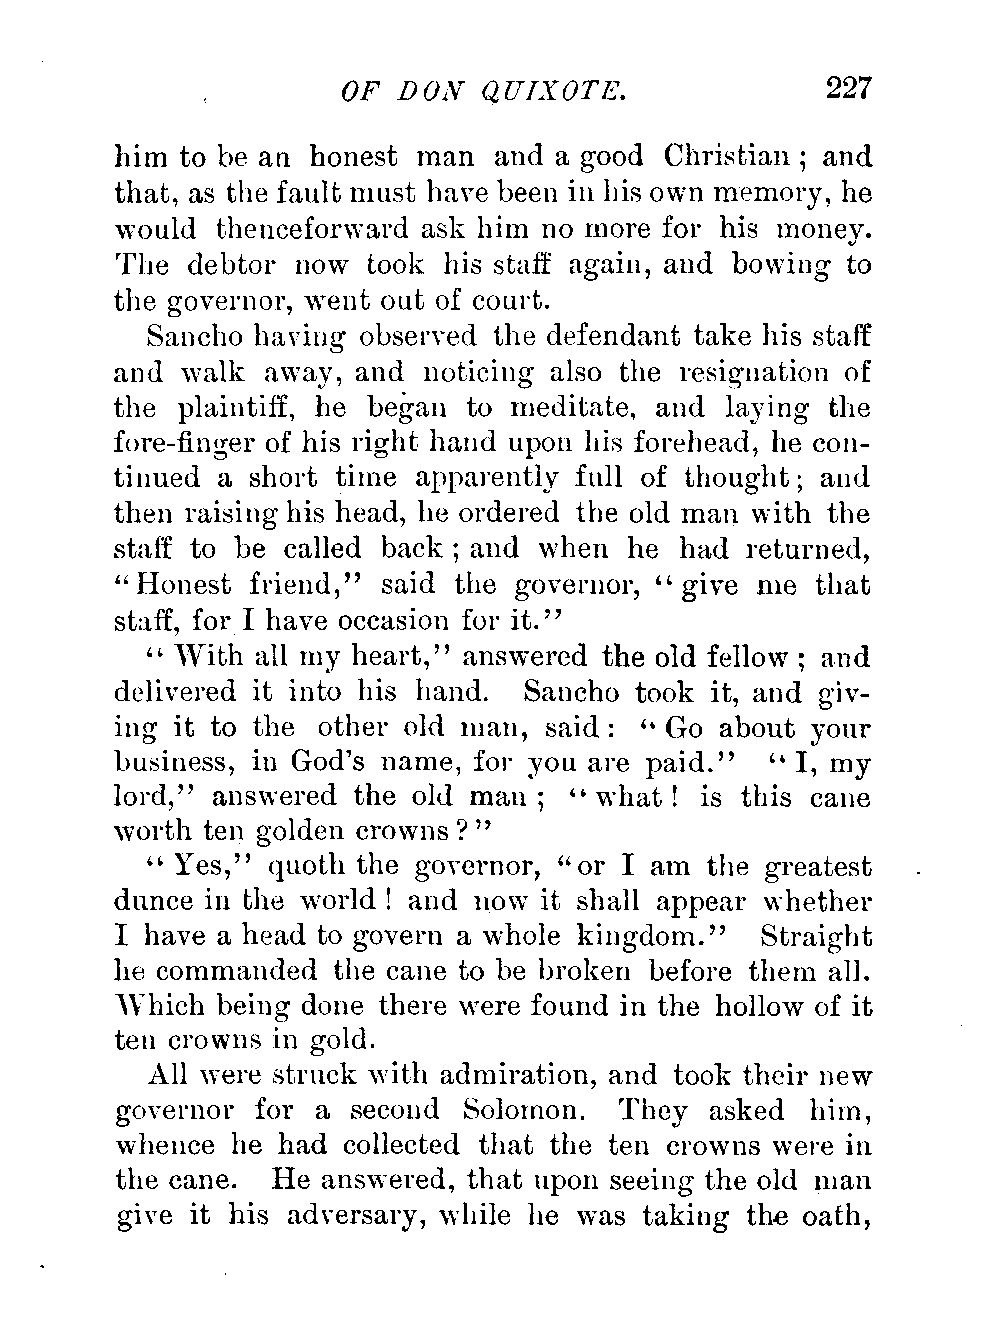 OF DON QUIXOTE. 227
him to be an honest man and a good Christian ; and
that, as the fault must have been in his own memory, he
would thenceforward ask him no more for his money.
The debtor now took his staff again, and bowing to
the governor, went out of court.
Sancho having observed the defendant take his staff
and walk away, and noticing also the resignation of
the plaintiff, he began to meditate, and laying the
fore-finger of his right hand upon his forehead, he con-
tinued a short time apparently full of thought ; and
then raising his head, he ordered the old man with the
staff to be called back ; and when he had returned,
“Honest friend,” said the governor, “give me that
staff, for I have occasion for it.”
“With all my heart,” answered the old fellow ; and
delivered it into his hand. Sancho took it, and giv-
ing it to the other old man, said : “Go about your
business, in God's name, for you are paid.” “I, my
lord,” answered the old man ; “what ! is this cane
worth ten golden crowns ?”
“Yes,” quoth the governor, “or I am the greatest
dunce in the world ! and now it shall appear whether
I have a head to govern a whole kingdom.” Straight
he commanded the cane to be broken before them all.
Which being done there were found in the hollow of it
ten crowns in gold.
All were struck with admiration, and took their new
governor for a second Solomon. They asked him,
whence he had collected that the ten crowns were in
the cane. He answered, that upon seeing the old man
give it his adversary, while he was taking the oath,